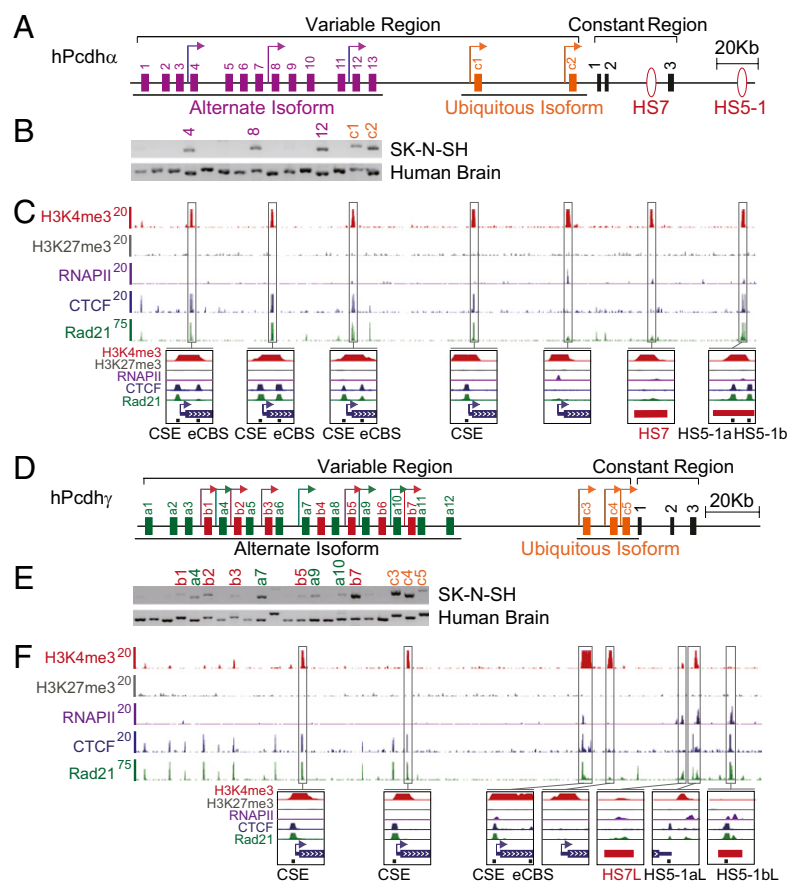 A
Variable Region
Constant Region
20Kb
hPcdhα
1 2 3 4 5 6 7 8 9 10 11 12 13 c1 c2 1 2 3
Alternate Isoform
Ubiquitous Isoform
HS7
HS5-1
B
4 8 12 c1 c2
SK-N-SH
Human Brain
C
H3K4me3 20
H3K27me3 20
RNAPII 20
CTCF 20
Rad21 75
H3K4me3
H3K27me3
RNAPII
CTCF
Rad21
CSE eCBS CSE eCBS CSE eCBS CSE HS7 HS5-1a HS5-1b
D
Variable Region
Constant Region
hPcdhγ
a1 a2 a3 b1 a4 b2 a5 b3 a6 a7 b4 a8 b5 a9 b6 a10 b7 a11 a12 c3 c4 c5 1 2 3
20Kb
Alternate Isoform
Ubiquitous Isoform
E
b1 a4 b2 b3 a7 b5 a9 a10 b7 c3 c4 c5
SK-N-SH
Human Brain
F
H3K4me3 20
H3K27me3 20
RNAPII 20
CTCF 20
Rad21 75
H3K4me3
H3K27me3
RNAPII
CTCF
Rad21
CSE CSE CSE eCBS HS7L HS5-1aL HS5-1bL